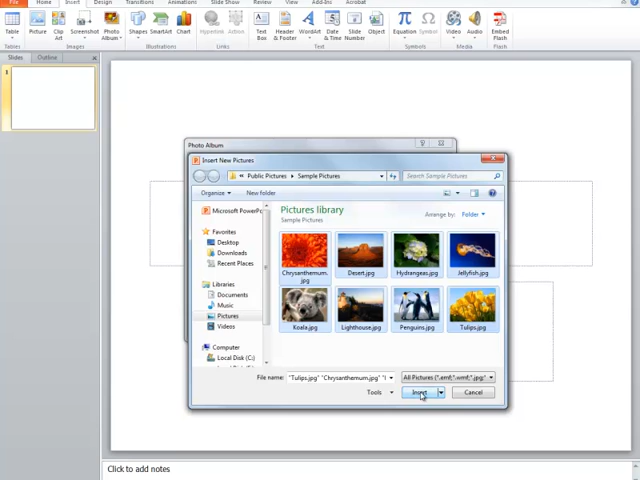 File Home Insert Design Transitions Animations Slide Show Review View Add-Ins Acrobat
Table Picture Clip Art Screenshot Photo Album Shapes SmartArt Chart Hyperlink Action Text Box Header & Footer WordArt Date & Time Slide Number Object Equation Symbol Video Audio Embed Flash
Tables Images Illustrations Links Text Symbols Media Flash
Slides Outline
1
Photo Album
Insert New Pictures
Public Pictures Sample Pictures Search Sample Pictures
Organize New folder
Microsoft PowerPo
Favorites
Desktop
Downloads
Recent Places
Libraries
Documents
Music
Pictures
Videos
Computer
Local Disk (C:)
Pictures library
Sample Pictures
Arrange by: Folder
Chrysanthemum.jpg Desert.jpg Hydrangeas.jpg Jellyfish.jpg
Koala.jpg Lighthouse.jpg Penguins.jpg Tulips.jpg
File name: "Tulips.jpg" "Chrysanthemum.jpg" "
All Pictures (*.emf;*.wmf;*.jpg;*
Tools Insert Cancel
Click to add notes